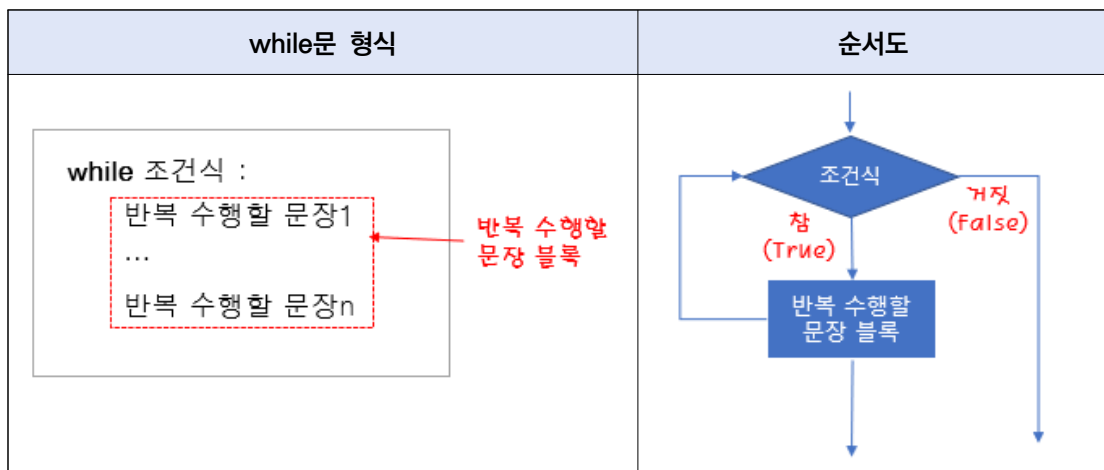 while문 형식
순서도
while 조건식 :
반복 수행할 문장1
...
반복 수행할 문장n
반복 수행할
문장 블록
조건식
참
(True)
거짓
(False)
반복 수행할
문장 블록